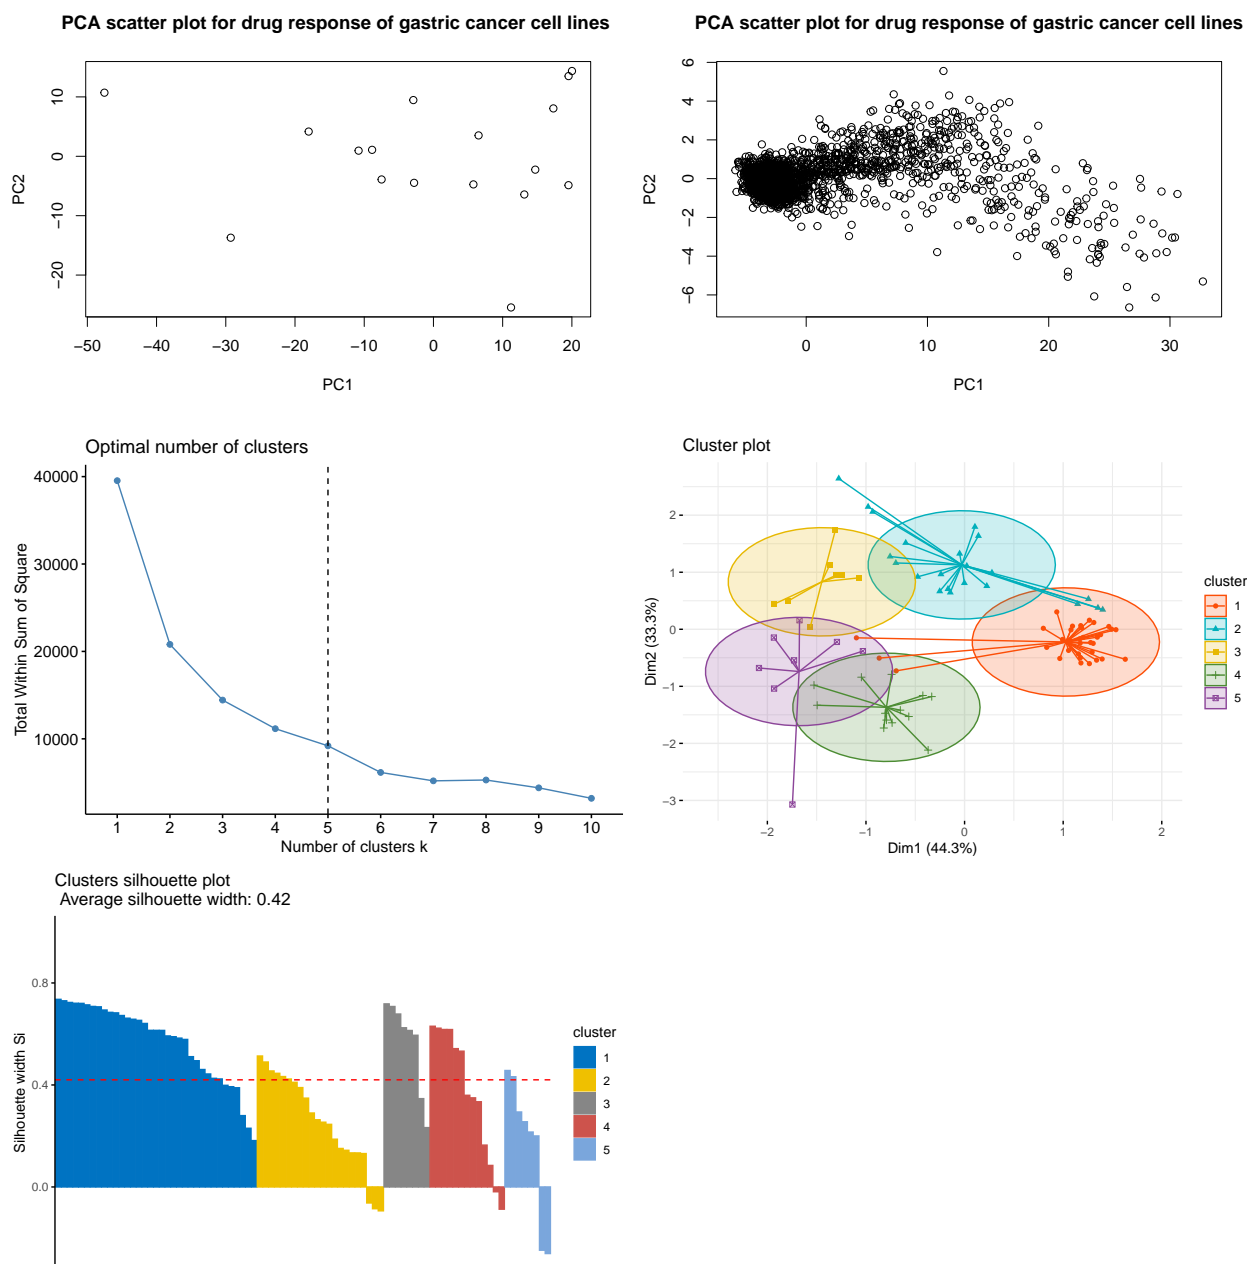 PCA scatter plot for drug response of gastric cancer cell lines
10
0
−10
−20
PC2
−50 −40 −30 −20 −10 0 10 20
PC1
PCA scatter plot for drug response of gastric cancer cell lines
6
4
2
0
−2
−4
−6
PC2
0 10 20 30
PC1
Optimal number of clusters
40000
30000
20000
10000
Total Within Sum of Square
1 2 3 4 5 6 7 8 9 10
Number of clusters k
Cluster plot
2
1
0
−1
−2
−3
Dim2 (33.3%)
−2 −1 0 1 2
Dim1 (44.3%)
cluster
1
2
3
4
5
Clusters silhouette plot
Average silhouette width: 0.42
0.8
0.4
0.0
Silhouette width Si
cluster
1
2
3
4
5